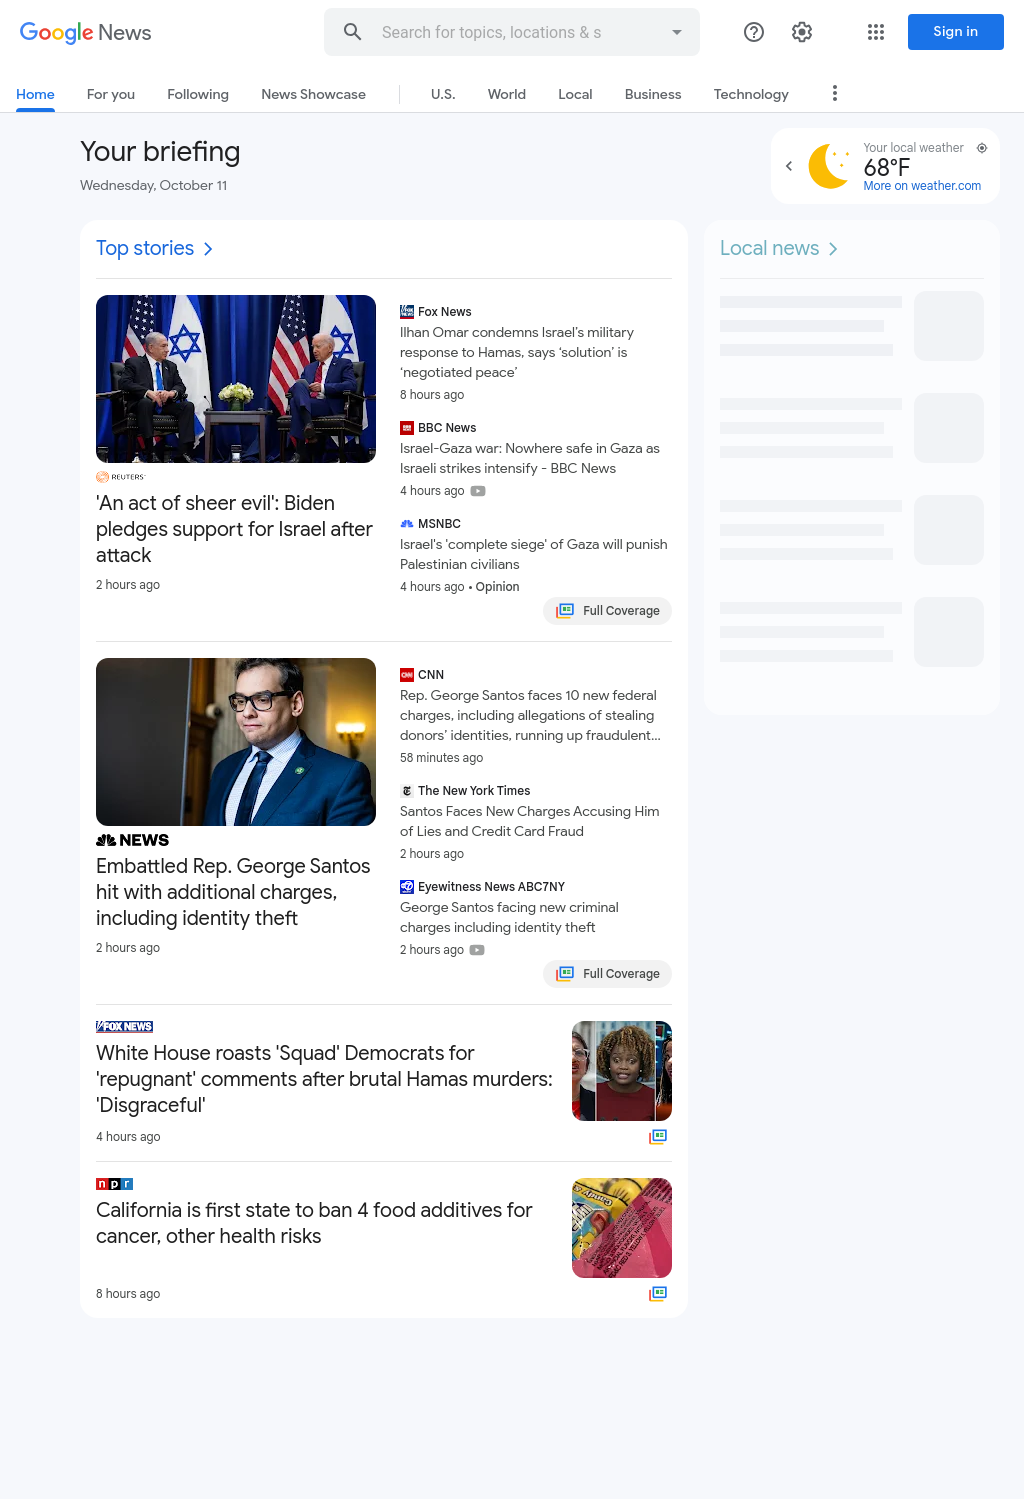 Google News
Search for topics, locations & s
Sign in
Home
For you
Following
News Showcase
U.S.
World
Local
Business
Technology
Your briefing
Wednesday, October 11
Your local weather
68°F
More on weather.com
Top stories
Local news
REUTERS
'An act of sheer evil': Biden
pledges support for Israel after
attack
2 hours ago
Fox News
Ilhan Omar condemns Israel’s military
response to Hamas, says ‘solution’ is
‘negotiated peace’
8 hours ago
BBC News
Israel-Gaza war: Nowhere safe in Gaza as
Israeli strikes intensify - BBC News
4 hours ago
MSNBC
Israel's 'complete siege' of Gaza will punish
Palestinian civilians
4 hours ago • Opinion
Full Coverage
NEWS
Embattled Rep. George Santos
hit with additional charges,
including identity theft
2 hours ago
CNN
Rep. George Santos faces 10 new federal
charges, including allegations of stealing
donors’ identities, running up fraudulent...
58 minutes ago
The New York Times
Santos Faces New Charges Accusing Him
of Lies and Credit Card Fraud
2 hours ago
Eyewitness News ABC7NY
George Santos facing new criminal
charges including identity theft
2 hours ago
Full Coverage
FOX NEWS
White House roasts 'Squad' Democrats for
'repugnant' comments after brutal Hamas murders:
'Disgraceful'
4 hours ago
npr
California is first state to ban 4 food additives for
cancer, other health risks
8 hours ago